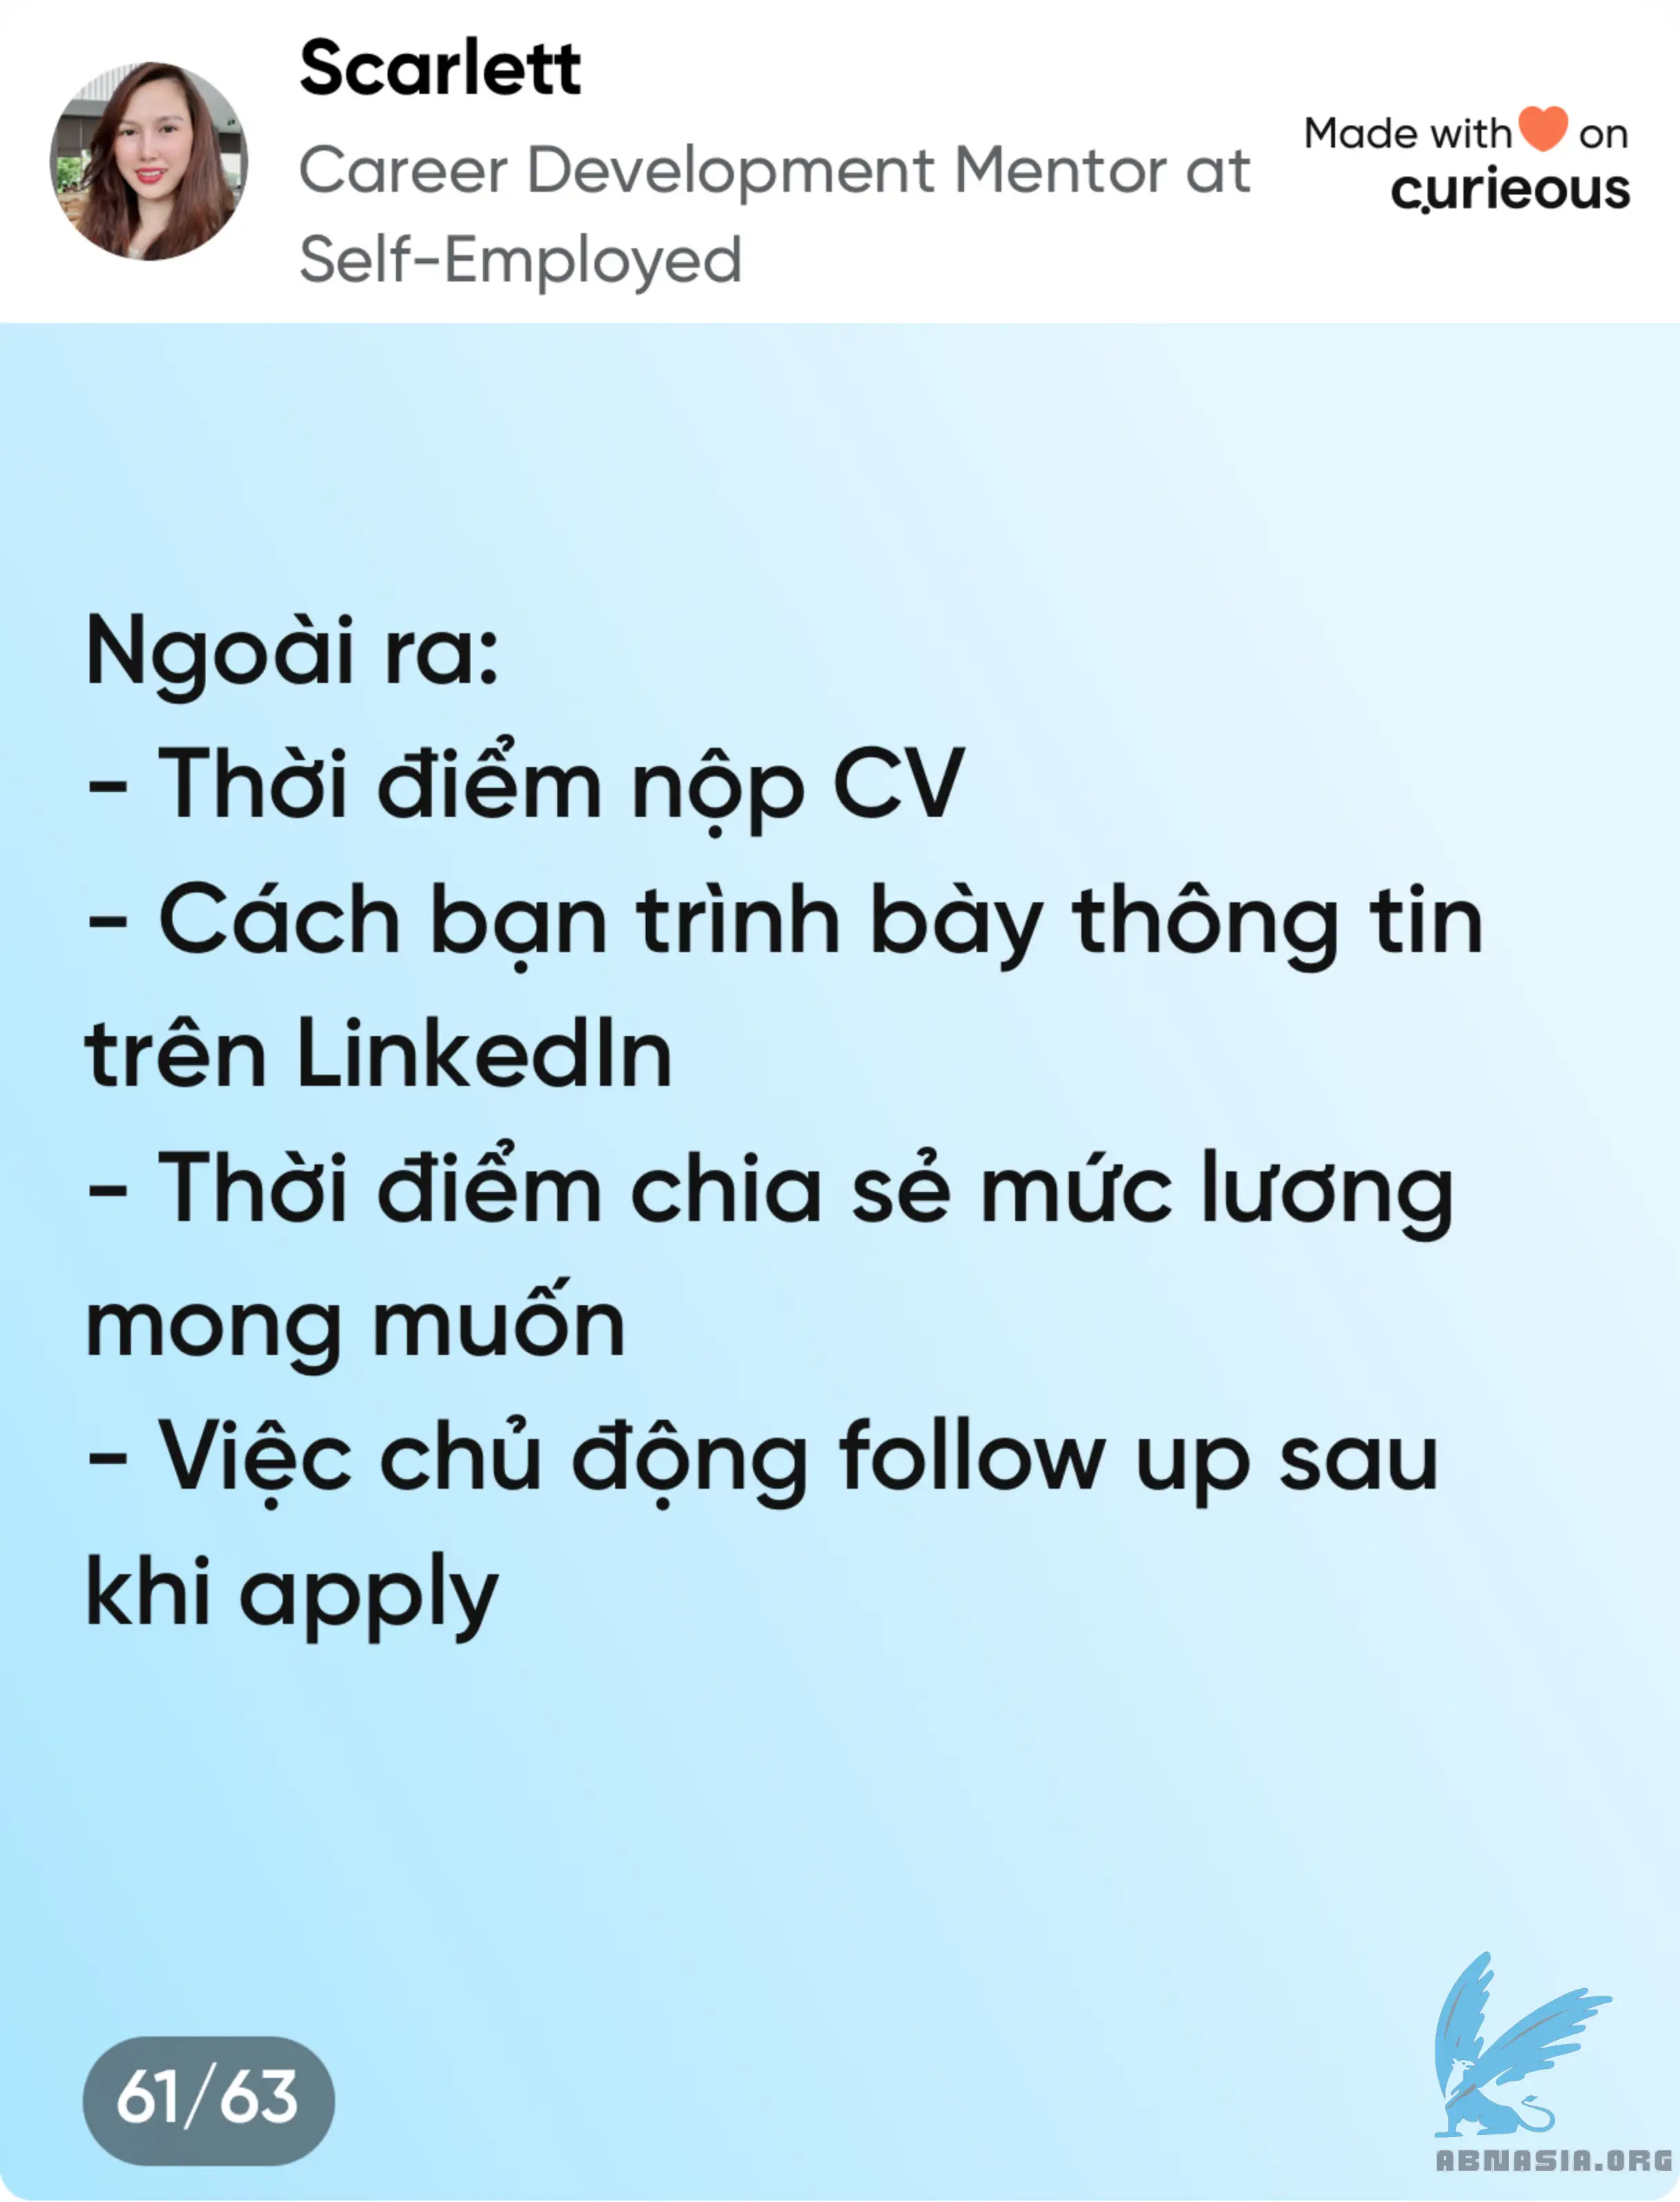 Scarlett
Career Development Mentor at
Self-Employed
Made with on
curieous
Ngoài ra:
- Thời điểm nộp CV
- Cách bạn trình bày thông tin
trên LinkedIn
- Thời điểm chia sẻ mức lương
mong muốn
- Việc chủ động follow up sau
khi apply
61/63
ABNASIA.ORG